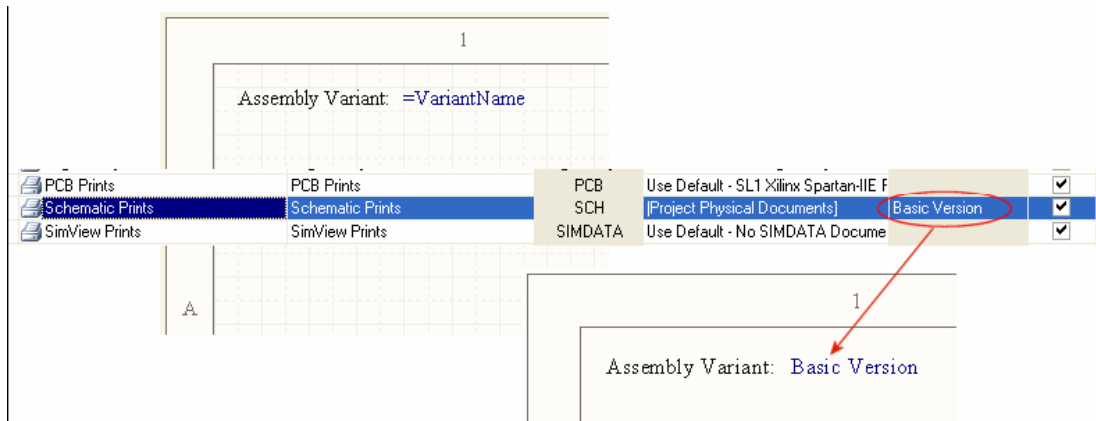 1
Assembly Variant: =VariantName
PCB Prints PCB Prints PCB Use Default - SL1 Xilinx Spartan-IIE F
Schematic Prints Schematic Prints SCH [Project Physical Documents] Basic Version
SimView Prints SimView Prints SIMDATA Use Default - No SIMDATA Docume
A
1
Assembly Variant: Basic Version